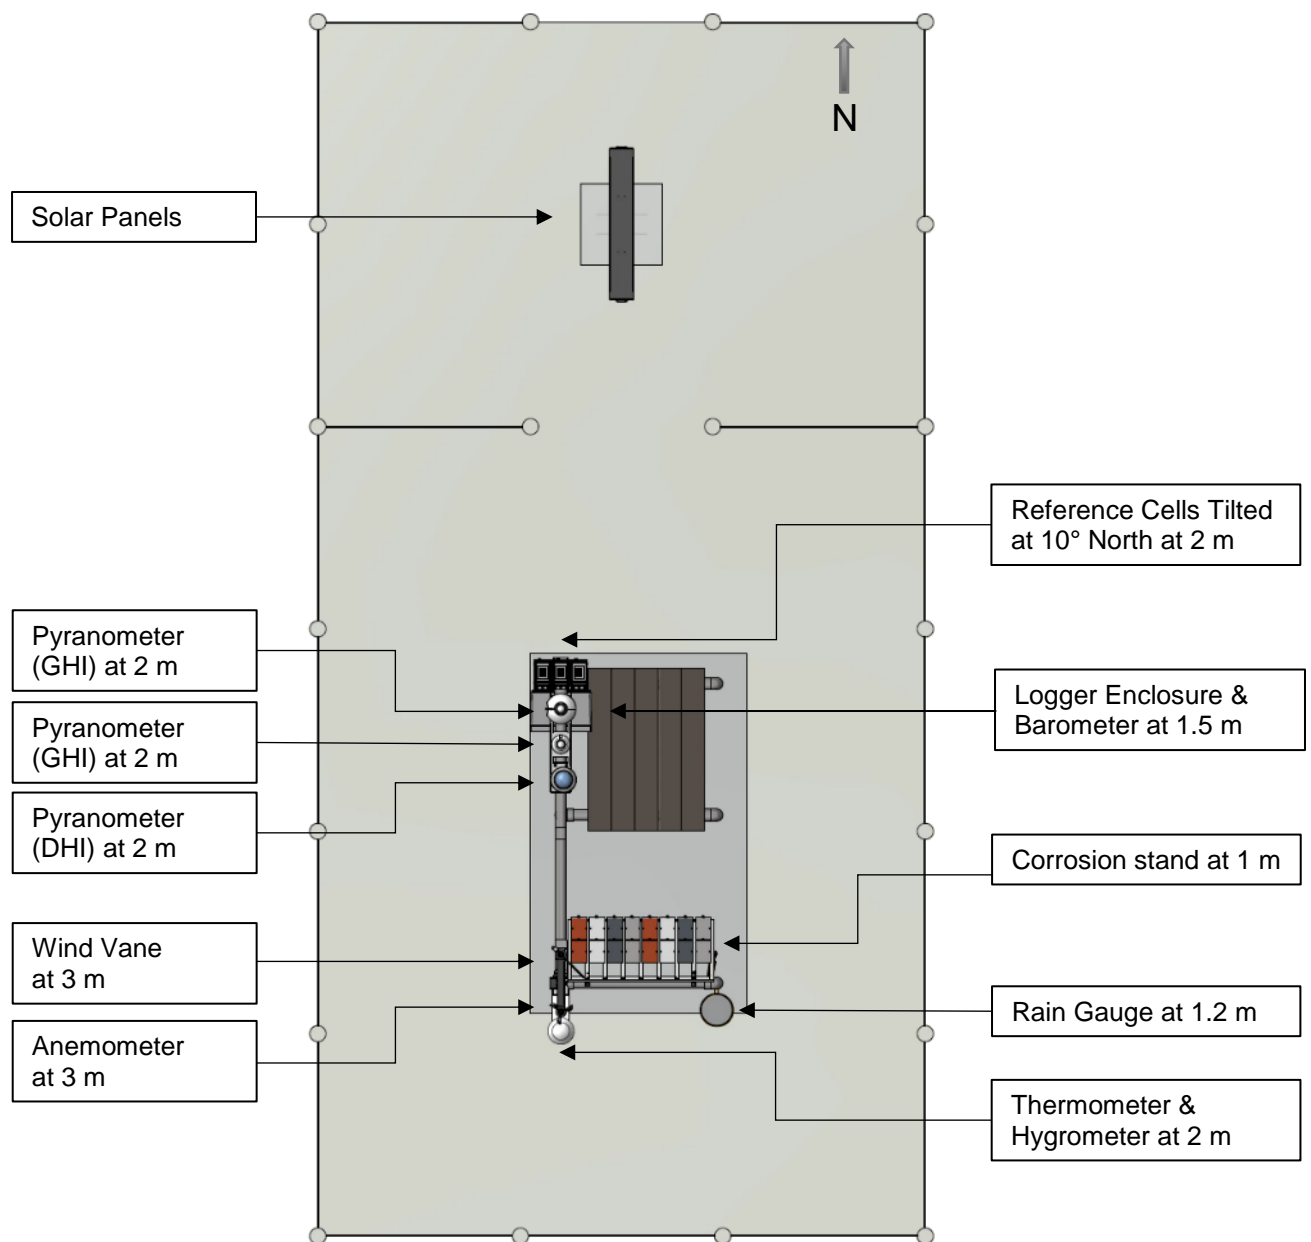 N
Solar Panels
Reference Cells Tilted
at 10° North at 2 m
Pyranometer
(GHI) at 2 m
Logger Enclosure &
Barometer at 1.5 m
Pyranometer
(GHI) at 2 m
Pyranometer
(DHI) at 2 m
Corrosion stand at 1 m
Wind Vane
at 3 m
Rain Gauge at 1.2 m
Anemometer
at 3 m
Thermometer &
Hygrometer at 2 m